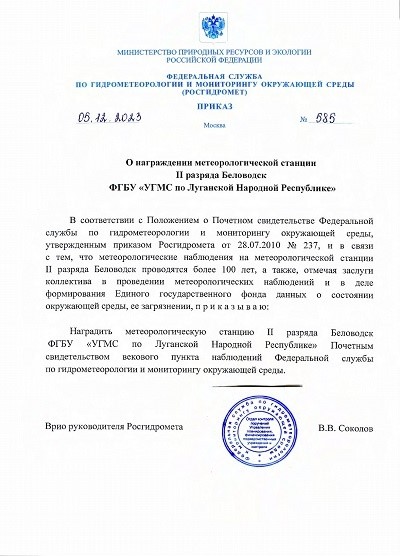 МИНИСТЕРСТВО ПРИРОДНЫХ РЕСУРСОВ И ЭКОЛОГИИ
РОССИЙСКОЙ ФЕДЕРАЦИИ
ФЕДЕРАЛЬНАЯ СЛУЖБА
ПО ГИДРОМЕТЕОРОЛОГИИ И МОНИТОРИНГУ ОКРУЖАЮЩЕЙ СРЕДЫ
(РОСГИДРОМЕТ)
ПРИКАЗ
05.12.2023 № 685
Москва
О награждении метеорологической станции
II разряда Беловодск
ФГБУ «УГМС по Луганской Народной Республике»
В соответствии с Положением о Почетном свидетельстве Федеральной
службы по гидрометеорологии и мониторингу окружающей среды,
утвержденным приказом Росгидромета от 28.07.2010 № 237, и в связи
с тем, что метеорологические наблюдения на метеорологической станции
II разряда Беловодск проводятся более 100 лет, а также, отмечая заслуги
коллектива в проведении метеорологических наблюдений и в деле
формирования Единого государственного фонда данных о состоянии
окружающей среды, ее загрязнении, п р и к а з ы в а ю:
Наградить метеорологическую станцию II разряда Беловодск
ФГБУ «УГМС по Луганской Народной Республике» Почетным
свидетельством векового пункта наблюдений Федеральной службы
по гидрометеорологии и мониторингу окружающей среды.
Врио руководителя Росгидромета В.В. Соколов